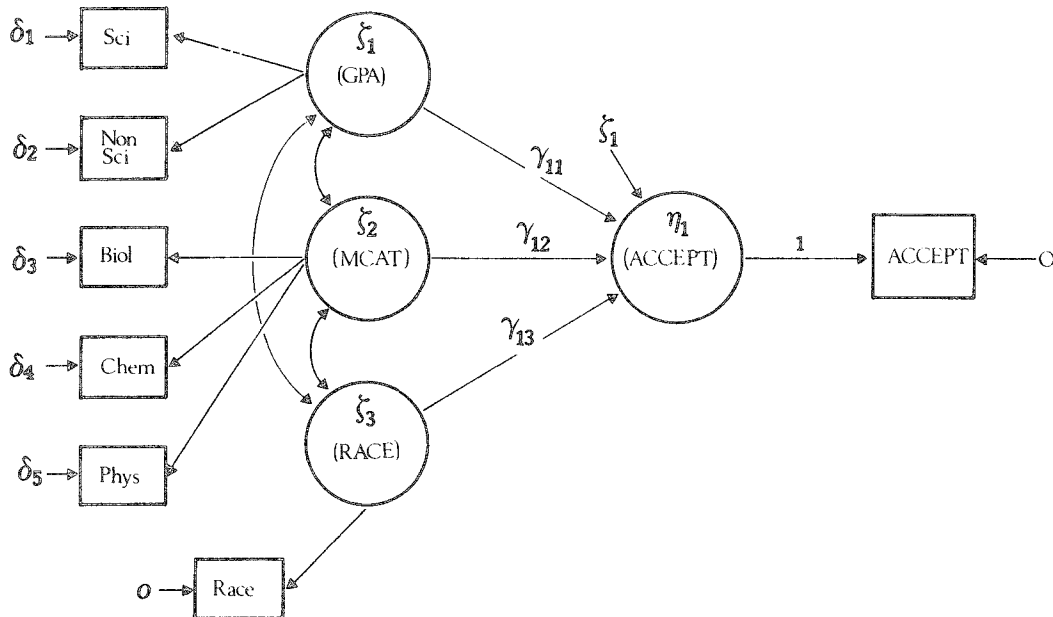 δ1
Sci
δ2
Non
Sci
δ3
Biol
δ4
Chem
δ5
Phys
o
Race
ζ1
(GPA)
ζ2
(MCAT)
ζ3
(RACE)
γ11
γ12
γ13
ζ1
η1
(ACCEPT)
1
ACCEPT
O